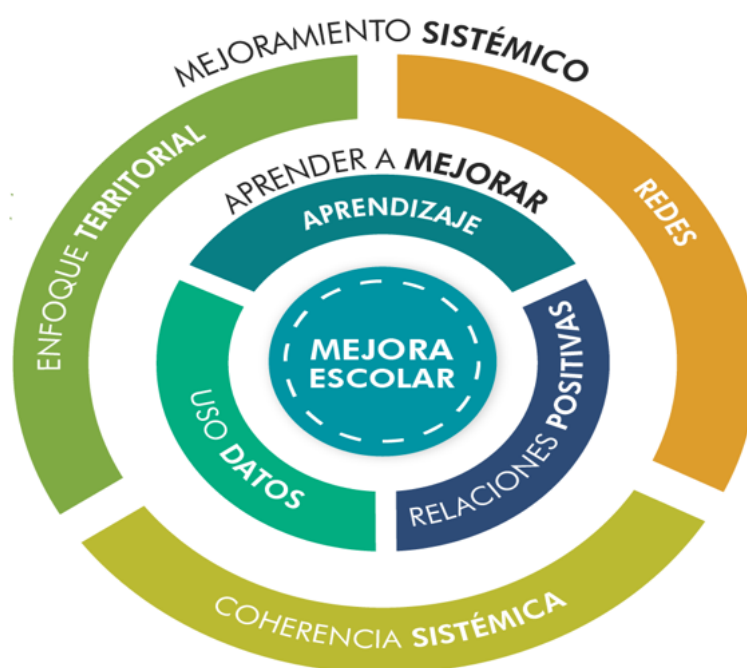 MEJORAMIENTO SISTÉMICO
ENFOQUE TERRITORIAL
REDES
APRENDER A MEJORAR
APRENDIZAJE
MEJORA
ESCOLAR
USO DATOS
RELACIONES POSITIVAS
COHERENCIA SISTÉMICA